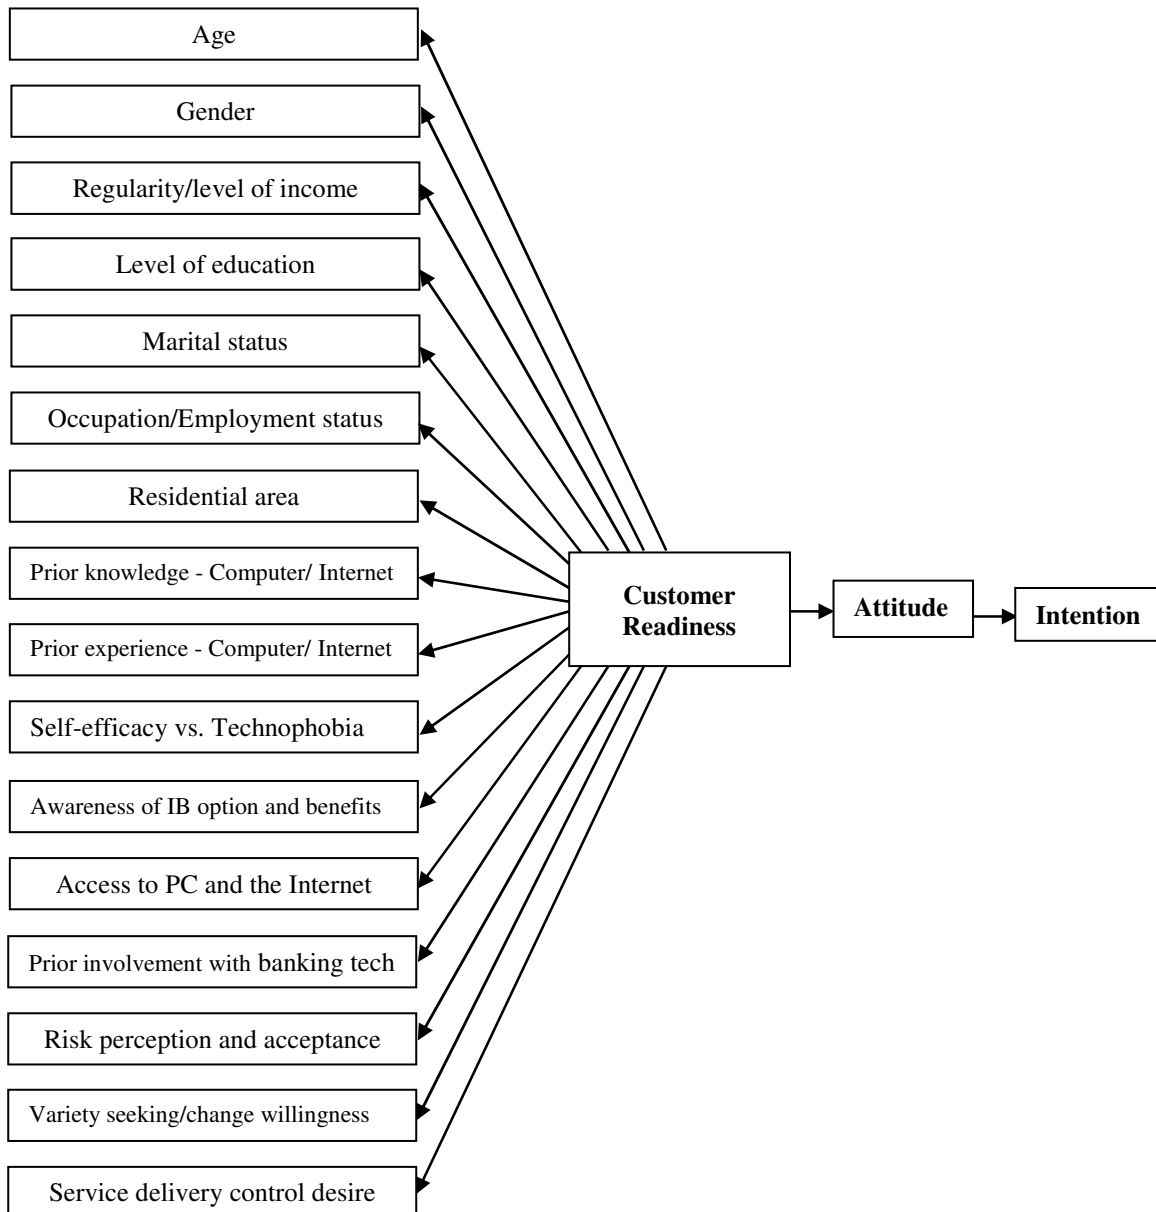 Age
Gender
Regularity/level of income
Level of education
Marital status
Occupation/Employment status
Residential area
Prior knowledge - Computer/ Internet
Prior experience - Computer/ Internet
Self-efficacy vs. Technophobia
Awareness of IB option and benefits
Access to PC and the Internet
Prior involvement with banking tech
Risk perception and acceptance
Variety seeking/change willingness
Service delivery control desire
Customer
Readiness
Attitude
Intention